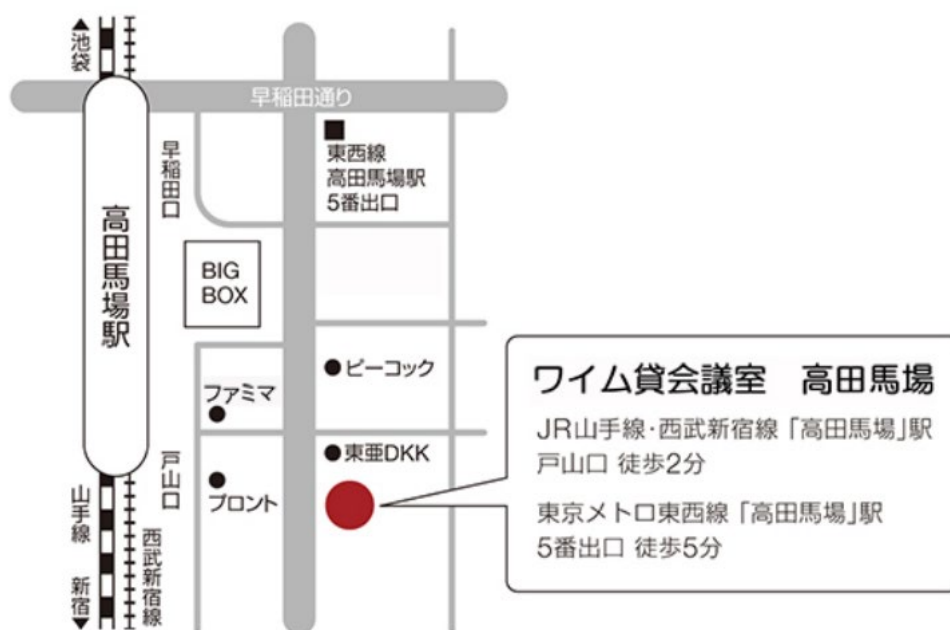 ▲池袋
早稲田通り
早稲田口
東西線
高田馬場駅
5番出口
高田馬場駅
BIG
BOX
ピーコック
ファミマ
東亜DKK
戸山口
プロント
山手線
新宿▼
西武新宿線
ワイム貸会議室 高田馬場
JR山手線・西武新宿線「高田馬場」駅
戸山口 徒歩2分
東京メトロ東西線「高田馬場」駅
5番出口 徒歩5分